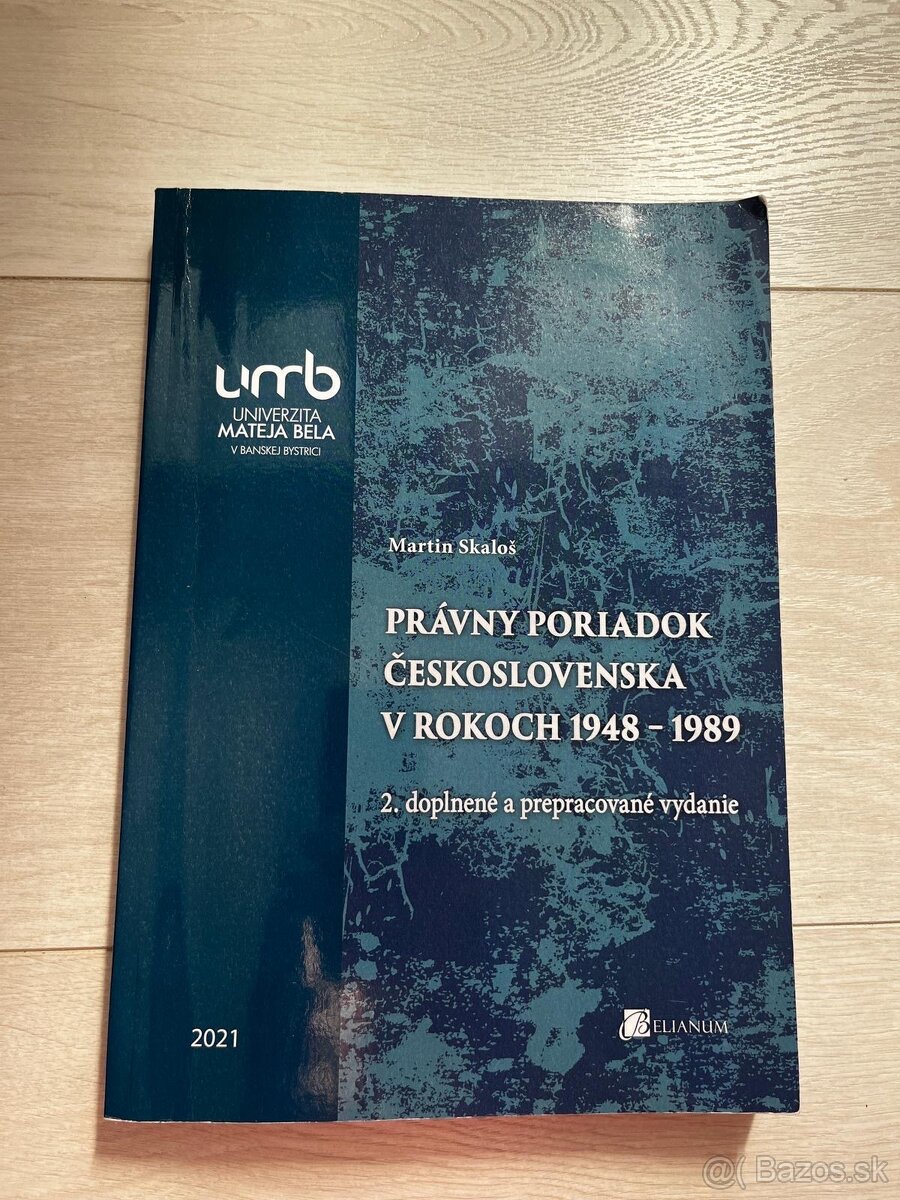 umb
UNIVERZITA
MATEJA BELA
V BANSKEJ BYSTRICI
Martin Skaloš
PRÁVNY PORIADOK
ČESKOSLOVENSKA
V ROKOCH 1948 – 1989
2. doplnené a prepracované vydanie
2021
BELIANUM
@( Bazos.sk